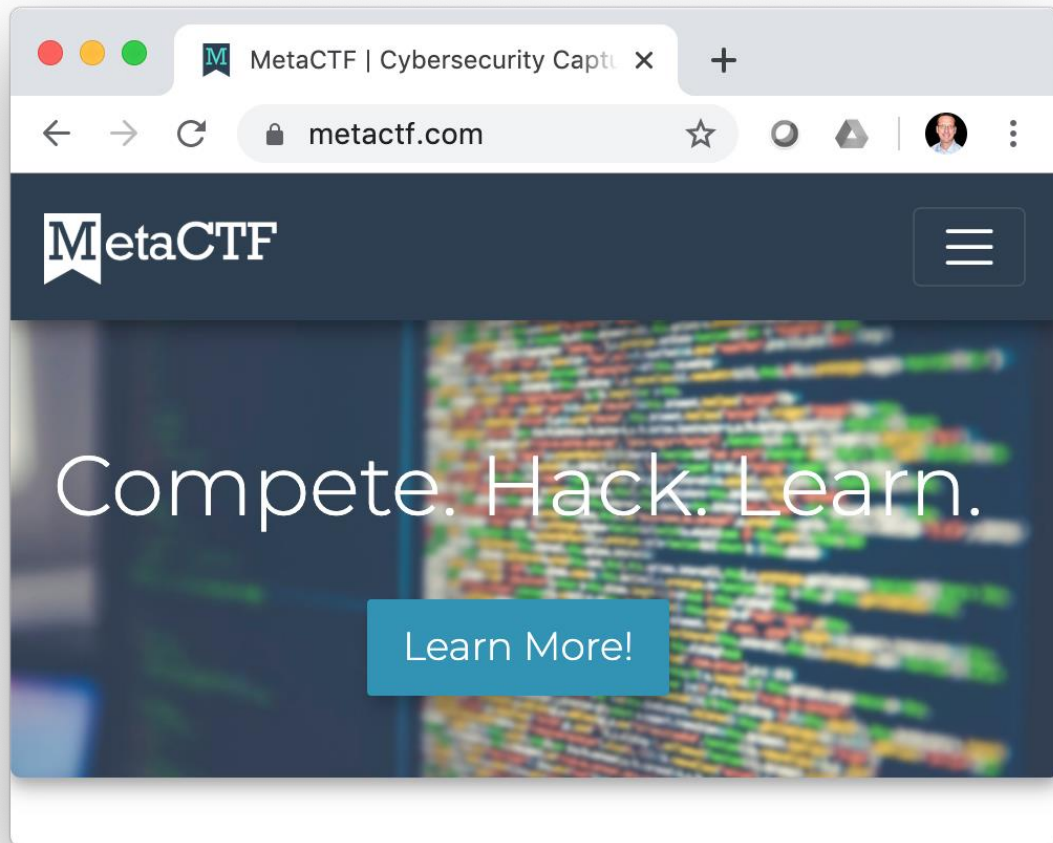 MetaCTF | Cybersecurity Captu
metactf.com
MetaCTF
Compete. Hack. Learn.
Learn More!